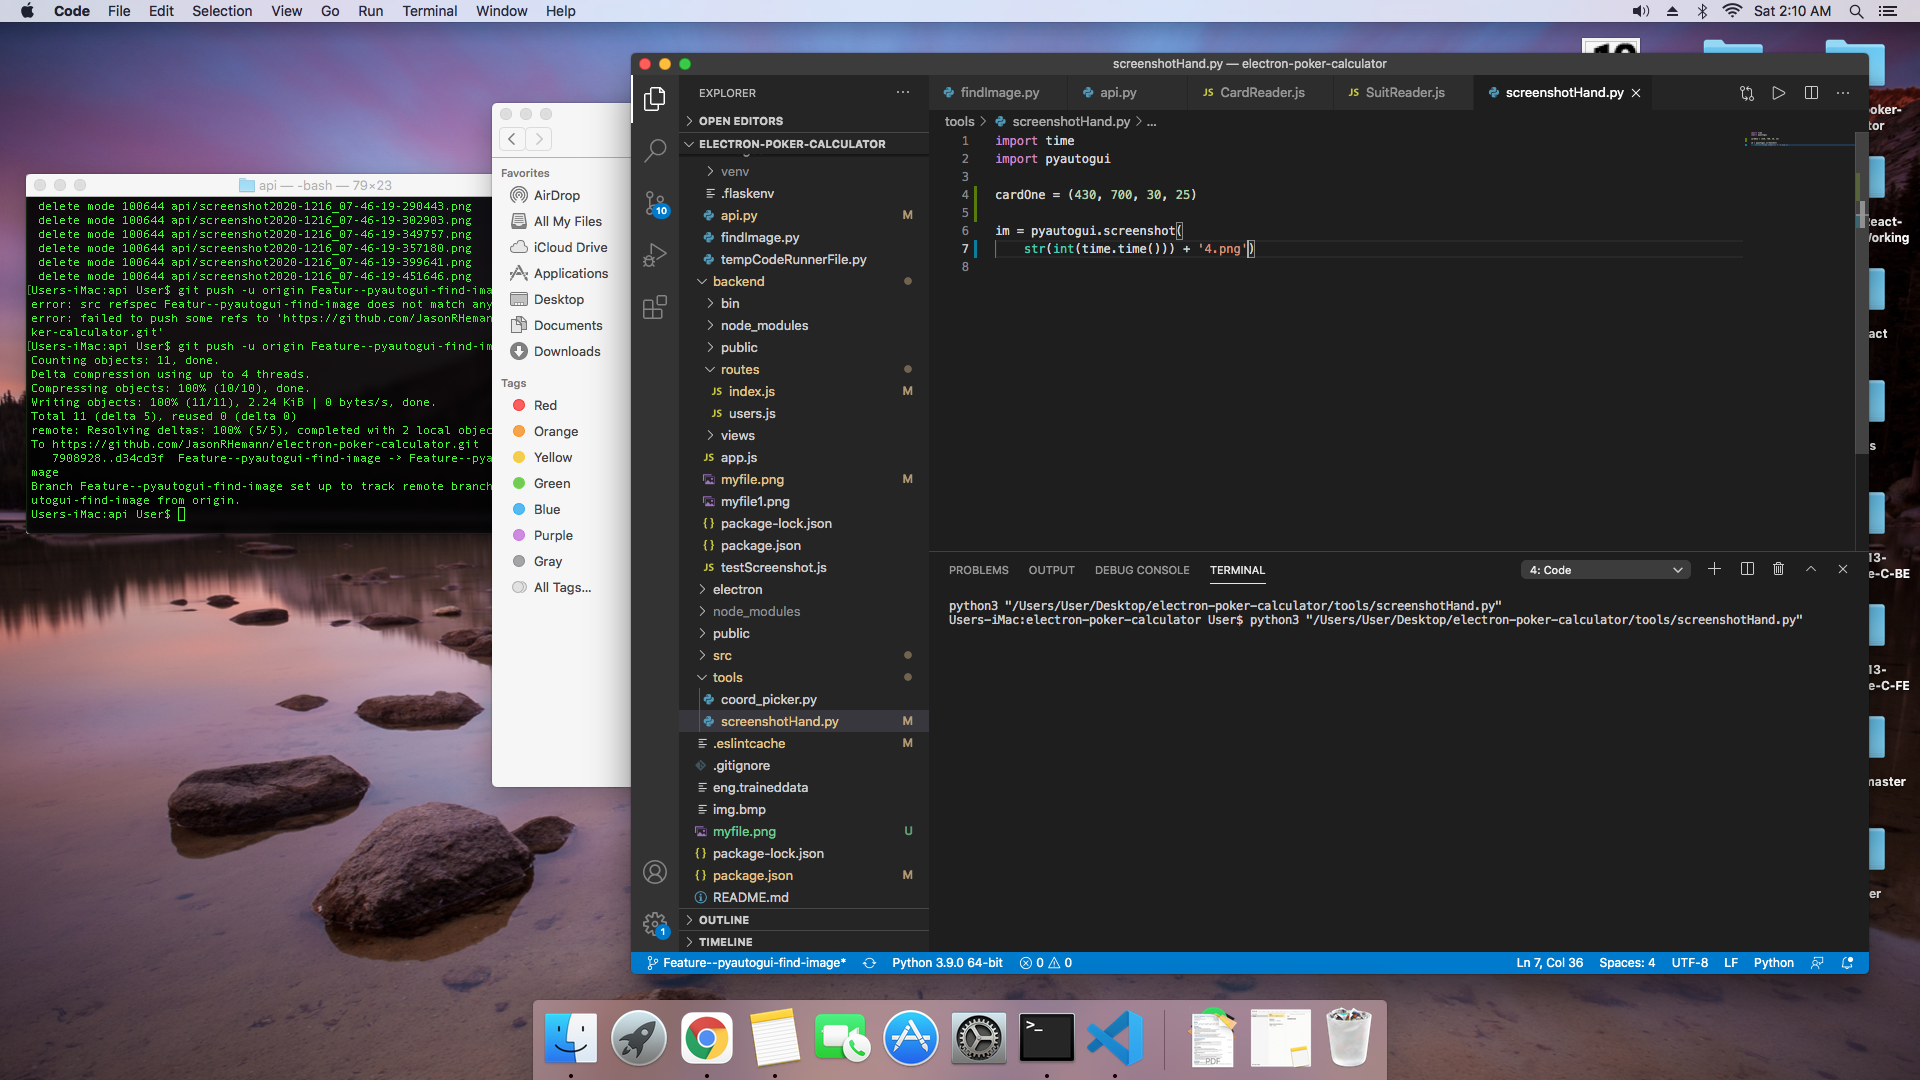 Code File Edit Selection View Go Run Terminal Window Help
Sat 2:10 AM
api — -bash — 79×23
delete mode 100644 api/screenshot2020-1216_07-46-19-290443.png
delete mode 100644 api/screenshot2020-1216_07-46-19-302903.png
delete mode 100644 api/screenshot2020-1216_07-46-19-349757.png
delete mode 100644 api/screenshot2020-1216_07-46-19-357180.png
delete mode 100644 api/screenshot2020-1216_07-46-19-399641.png
delete mode 100644 api/screenshot2020-1216_07-46-19-451646.png
[Users-iMac:api User$ git push -u origin Featur--pyautogui-find-ima
error: src refspec Featur--pyautogui-find-image does not match any
error: failed to push some refs to 'https://github.com/JasonRHeman
ker-calculator.git'
[Users-iMac:api User$ git push -u origin Feature--pyautogui-find-im
Counting objects: 11, done.
Delta compression using up to 4 threads.
Compressing objects: 100% (10/10), done.
Writing objects: 100% (11/11), 2.24 KiB | 0 bytes/s, done.
Total 11 (delta 5), reused 0 (delta 0)
remote: Resolving deltas: 100% (5/5), completed with 2 local objec
To https://github.com/JasonRHemann/electron-poker-calculator.git
7908928..d34cd3f Feature--pyautogui-find-image -> Feature--pya
mage
Branch Feature--pyautogui-find-image set up to track remote branch
utogui-find-image from origin.
Users-iMac:api User$
Favorites
AirDrop
All My Files
iCloud Drive
Applications
Desktop
Documents
Downloads
Tags
Red
Orange
Yellow
Green
Blue
Purple
Gray
All Tags...
screenshotHand.py — electron-poker-calculator
10
1
EXPLORER
OPEN EDITORS
ELECTRON-POKER-CALCULATOR
venv
.flaskenv
api.py M
findImage.py
tempCodeRunnerFile.py
backend
bin
node_modules
public
routes
JS index.js M
JS users.js
views
JS app.js
myfile.png M
myfile1.png
{} package-lock.json
{} package.json
JS testScreenshot.js
electron
node_modules
public
src
tools
coord_picker.py
screenshotHand.py M
.eslintcache M
.gitignore
eng.traineddata
img.bmp
myfile.png U
{} package-lock.json
{} package.json M
README.md
OUTLINE
TIMELINE
findImage.py
api.py
JS CardReader.js
JS SuitReader.js
screenshotHand.py
tools > screenshotHand.py > ...
1 import time
2 import pyautogui
3
4 cardOne = (430, 700, 30, 25)
5
6 im = pyautogui.screenshot(
7 str(int(time.time())) + '4.png')
8
PROBLEMS OUTPUT DEBUG CONSOLE TERMINAL
4: Code
python3 "/Users/User/Desktop/electron-poker-calculator/tools/screenshotHand.py"
Users-iMac:electron-poker-calculator User$ python3 "/Users/User/Desktop/electron-poker-calculator/tools/screenshotHand.py"
Feature--pyautogui-find-image* Python 3.9.0 64-bit 0 0
Ln 7, Col 36 Spaces: 4 UTF-8 LF Python
oker-
tor
eact-
Working
act
s
13-
e-C-BE
13-
e-C-FE
master
er
>_
PDF